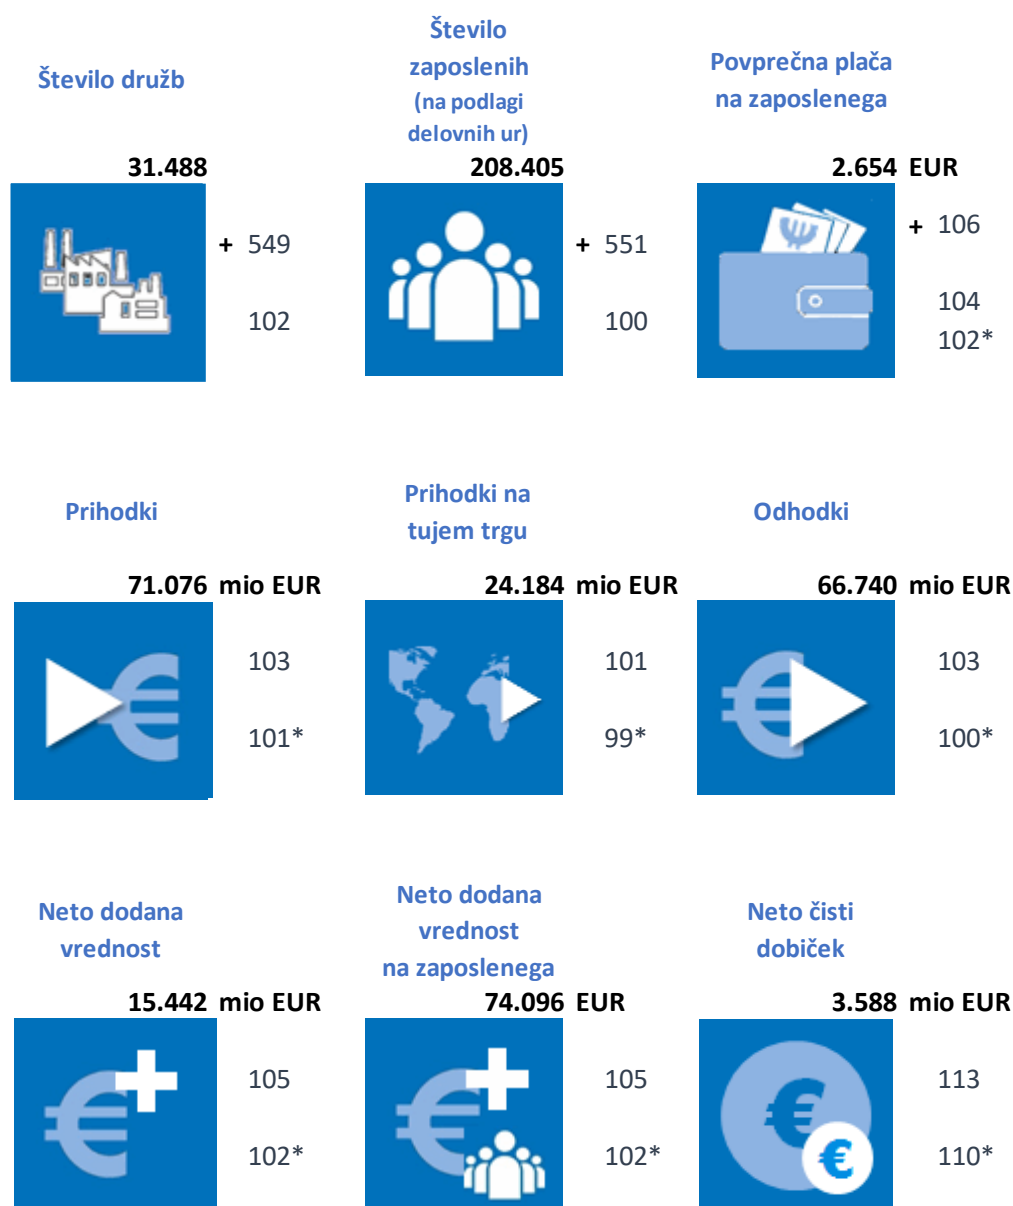 Število družb
31.488
+ 549
102
Število
zaposlenih
(na podlagi
delovnih ur)
208.405
+ 551
100
Povprečna plača
na zaposlenega
2.654 EUR
+ 106
104
102*
Prihodki
71.076 mio EUR
103
101*
Prihodki na
tujem trgu
24.184 mio EUR
101
99*
Odhodki
66.740 mio EUR
103
100*
Neto dodana
vrednost
15.442 mio EUR
105
102*
Neto dodana
vrednost
na zaposlenega
74.096 EUR
105
102*
Neto čisti
dobiček
3.588 mio EUR
113
110*